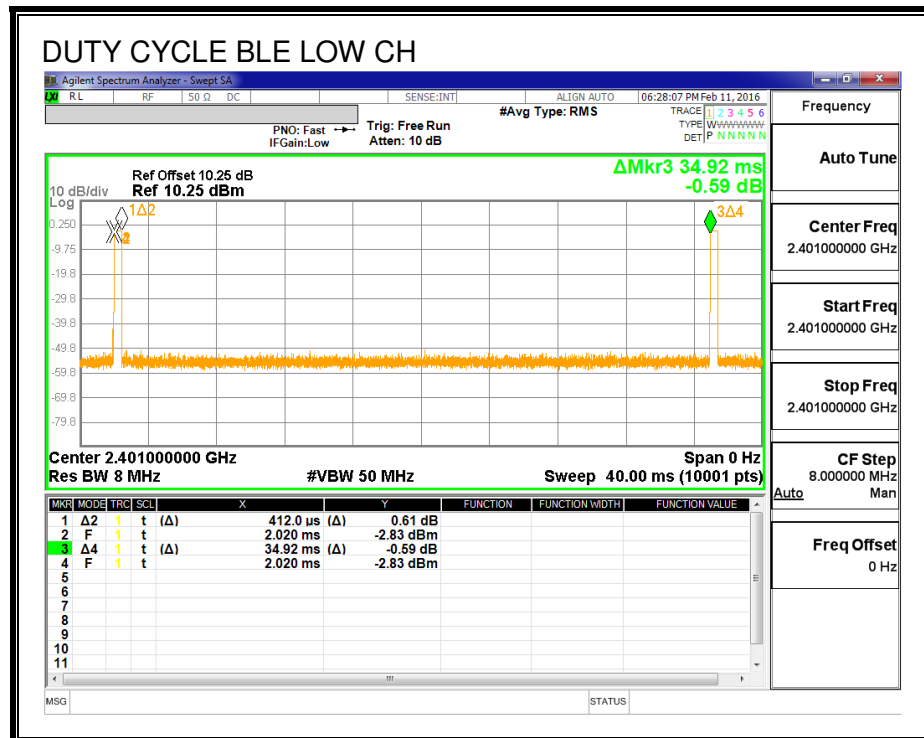 DUTY CYCLE BLE LOW CH
Agilent Spectrum Analyzer - Swept SA
LXI RL RF 50 Ω DC SENSE:INT ALIGN AUTO 06:28:07 PM Feb 11, 2016
PNO: Fast Trig: Free Run #Avg Type: RMS TRACE 1 2 3 4 5 6
IFGain:Low Atten: 10 dB TYPE WWWWWW
DET P N N N N N
Ref Offset 10.25 dB ΔMkr3 34.92 ms
10 dB/div Ref 10.25 dBm -0.59 dB
Log
1Δ2 3Δ4
0.250
-9.75
-19.8
-29.8
-39.8
-49.8
-59.8
-69.8
-79.8
Center 2.401000000 GHz Span 0 Hz
Res BW 8 MHz #VBW 50 MHz Sweep 40.00 ms (10001 pts)
MKR MODE TRC SCL X Y FUNCTION FUNCTION WIDTH FUNCTION VALUE
1 Δ2 1 t (Δ) 412.0 µs (Δ) 0.61 dB
2 F 1 t 2.020 ms -2.83 dBm
3 Δ4 1 t (Δ) 34.92 ms (Δ) -0.59 dB
4 F 1 t 2.020 ms -2.83 dBm
5
6
7
8
9
10
11
MSG STATUS
Frequency
Auto Tune
Center Freq
2.401000000 GHz
Start Freq
2.401000000 GHz
Stop Freq
2.401000000 GHz
CF Step
8.000000 MHz
Auto Man
Freq Offset
0 Hz